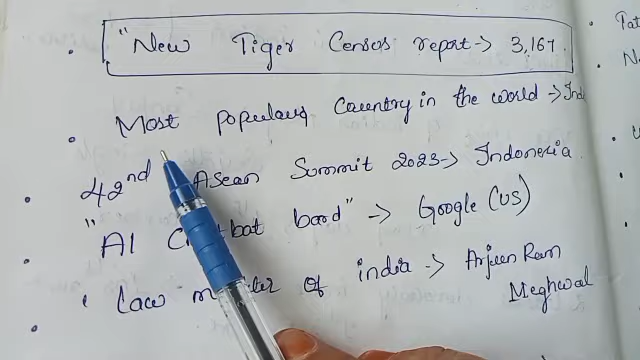 "New Tiger Census report → 3,167.
Most populous Country in the world → Ind
42nd Asean Summit 2023 → Indonesia
"AI bard" → Google (US)
Law of india → Arjun Ram
Meghwal